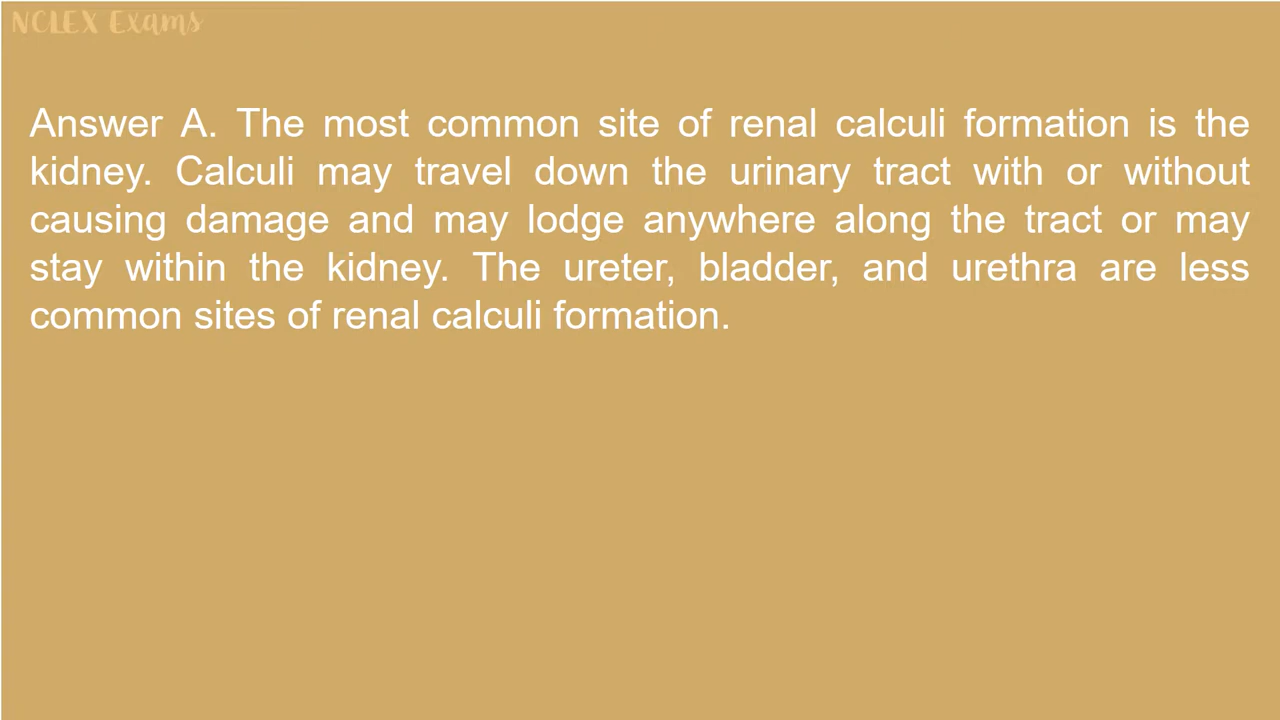 NCLEX Exams
Answer A. The most common site of renal calculi formation is the
kidney. Calculi may travel down the urinary tract with or without
causing damage and may lodge anywhere along the tract or may
stay within the kidney. The ureter, bladder, and urethra are less
common sites of renal calculi formation.